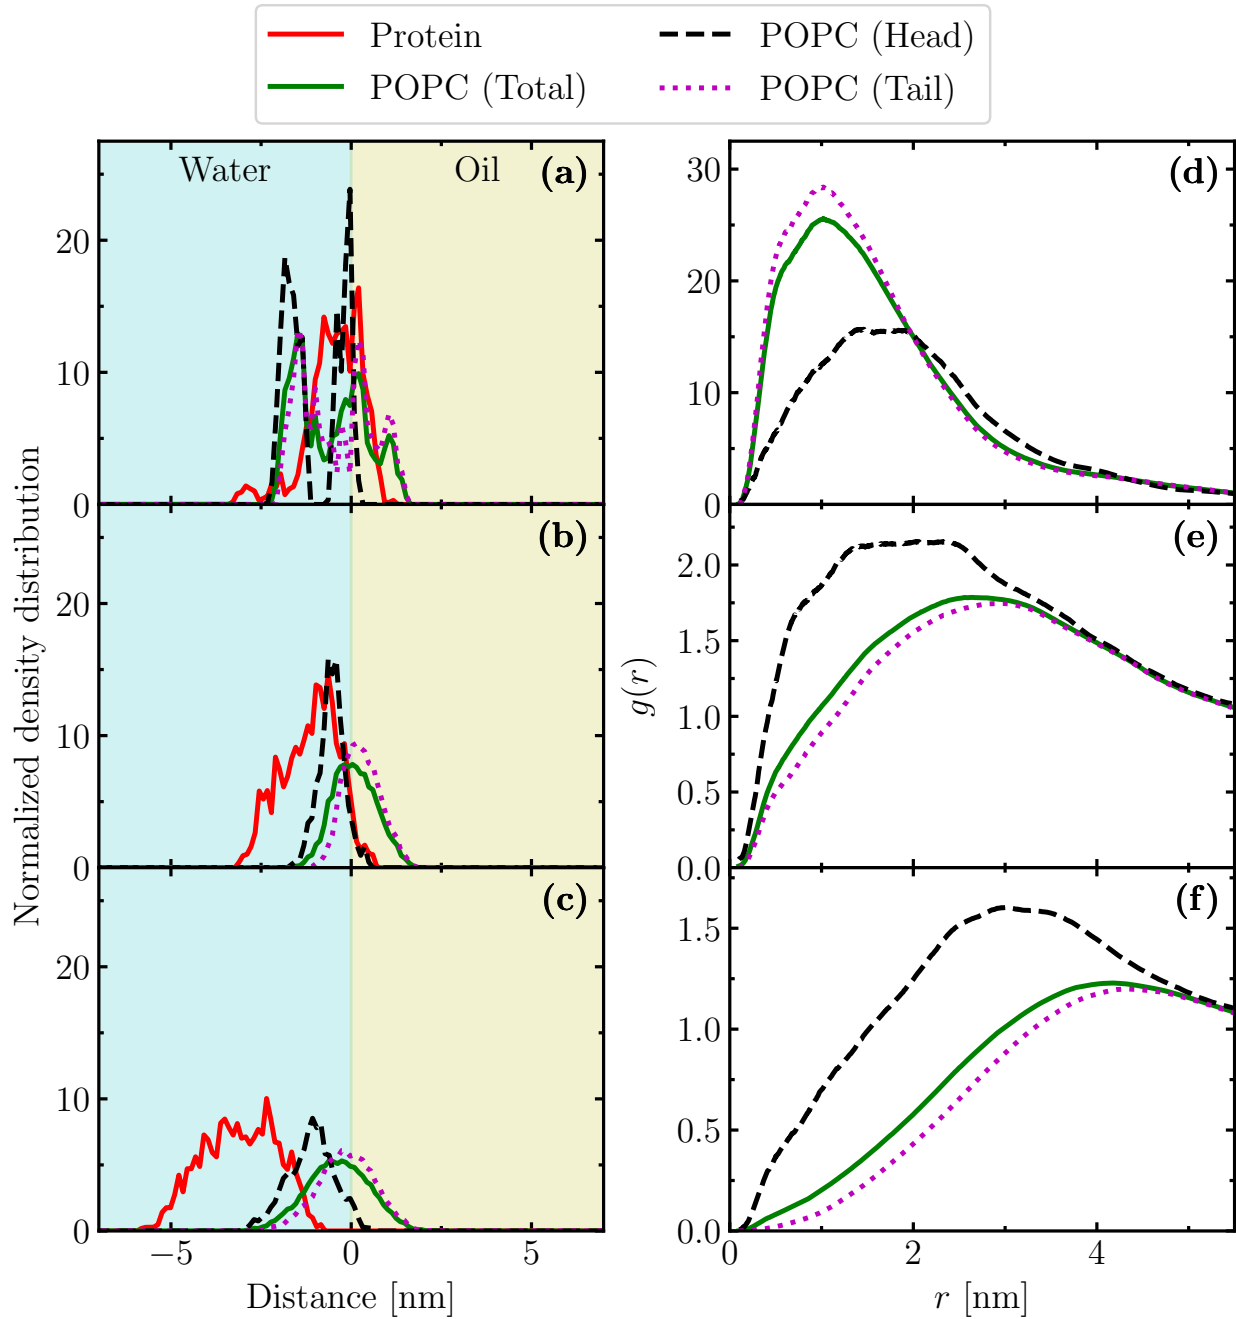 Protein
POPC (Total)
POPC (Head)
POPC (Tail)
Normalized density distribution
Water
Oil
(a)
20
10
0
(b)
20
10
0
(c)
20
10
0
−5
0
5
Distance [nm]
g(r)
(d)
30
20
10
0
(e)
2.0
1.5
1.0
0.5
0.0
(f)
1.5
1.0
0.5
0.0
0
2
4
r [nm]